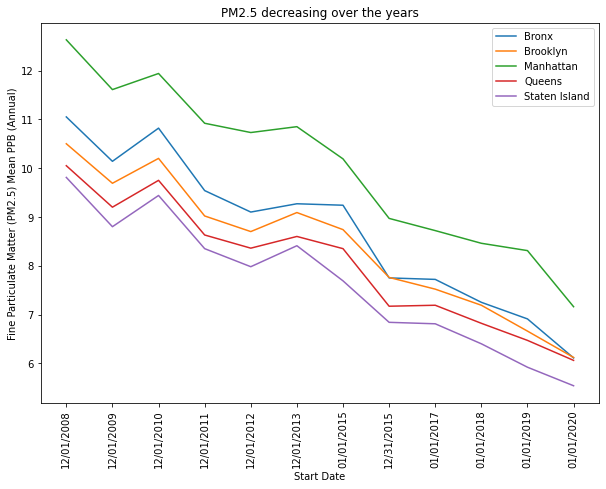 PM2.5 decreasing over the years
Fine Particulate Matter (PM2.5) Mean PPB (Annual)
12
11
10
9
8
7
6
Bronx
Brooklyn
Manhattan
Queens
Staten Island
12/01/2008
12/01/2009
12/01/2010
12/01/2011
12/01/2012
12/01/2013
01/01/2015
12/31/2015
01/01/2017
01/01/2018
01/01/2019
01/01/2020
Start Date